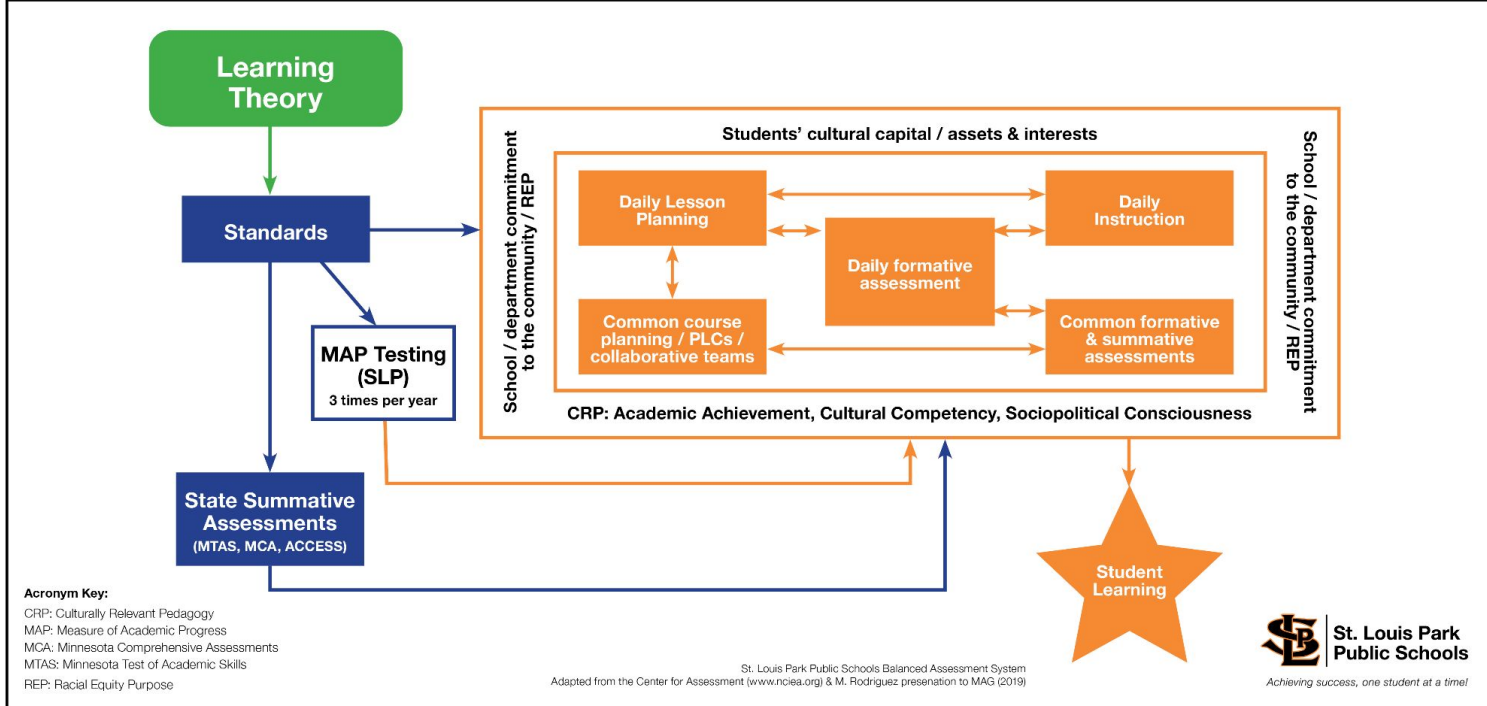 Learning
Theory
Standards
MAP Testing
(SLP)
3 times per year
State Summative
Assessments
(MTAS, MCA, ACCESS)
Students’ cultural capital / assets & interests
School / department commitment
to the community / REP
Daily Lesson
Planning
Daily
Instruction
Daily formative
assessment
Common course
planning / PLCs /
collaborative teams
Common formative
& summative
assessments
School / department commitment
to the community / REP
CRP: Academic Achievement, Cultural Competency, Sociopolitical Consciousness
Student
Learning
Acronym Key:
CRP: Culturally Relevant Pedagogy
MAP: Measure of Academic Progress
MCA: Minnesota Comprehensive Assessments
MTAS: Minnesota Test of Academic Skills
REP: Racial Equity Purpose
St. Louis Park Public Schools Balanced Assessment System
Adapted from the Center for Assessment (www.nciea.org) & M. Rodriguez presenation to MAG (2019)
SLP
St. Louis Park
Public Schools
Achieving success, one student at a time!